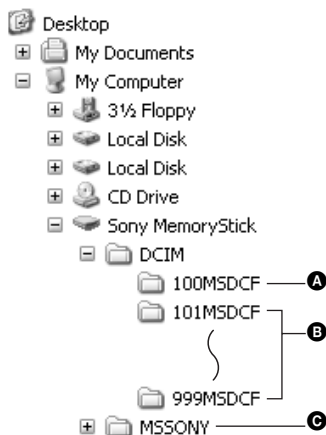 Desktop
My Documents
My Computer
3½ Floppy
Local Disk
Local Disk
CD Drive
Sony MemoryStick
DCIM
100MSDCF A
101MSDCF
B
999MSDCF
MSSONY C